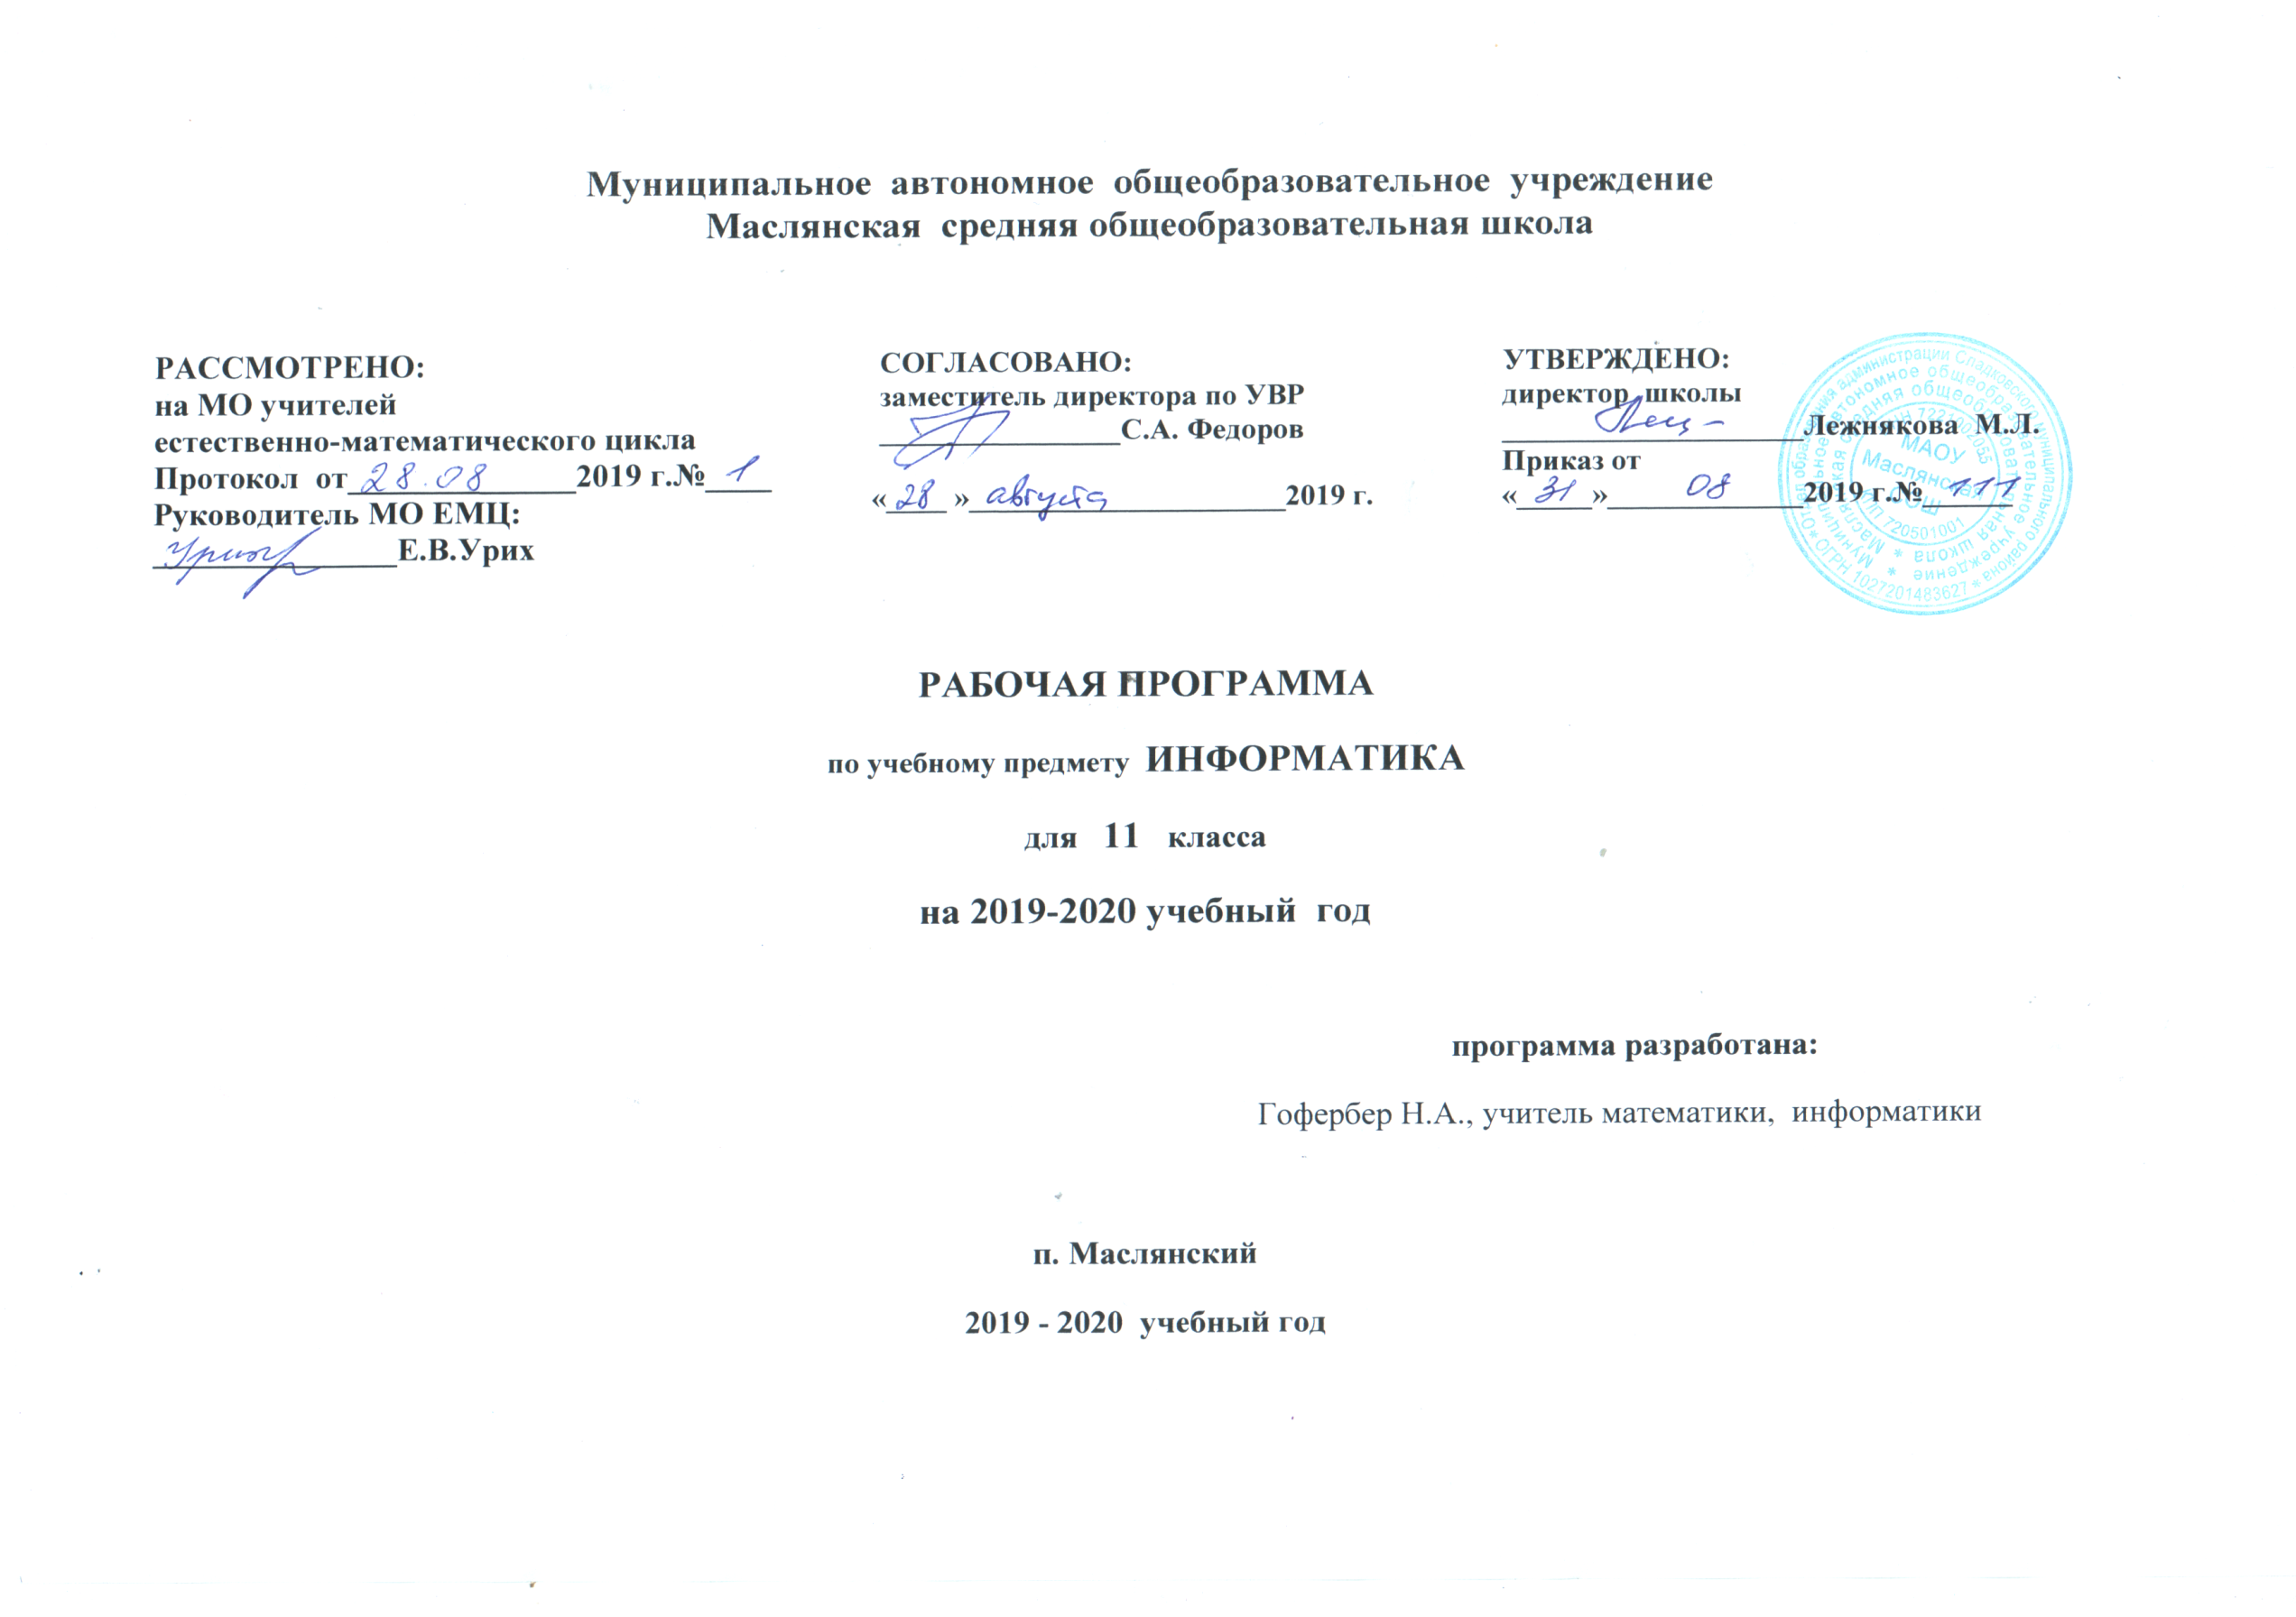 Муниципальное автономное общеобразовательное учреждение
Маслянская средняя общеобразовательная школа
РАССМОТРЕНО:
на МО учителей
естественно-математического цикла
Протокол от 28.08 2019 г.№ 1
Руководитель МО ЕМЦ:
Е.В.Урих
СОГЛАСОВАНО:
заместитель директора по УВР
С.А. Федоров
« 28 » августа 2019 г.
УТВЕРЖДЕНО:
директор школы
Лежнякова М.Л.
Приказ от
« 31 » 08 2019 г.№ 111
МАОУ
Маслянская
СОШ
ОГРН 1027201483627
РАБОЧАЯ ПРОГРАММА
по учебному предмету ИНФОРМАТИКА
для 11 класса
на 2019-2020 учебный год
программа разработана:
Гофербер Н.А., учитель математики, информатики
п. Маслянский
2019 - 2020 учебный год